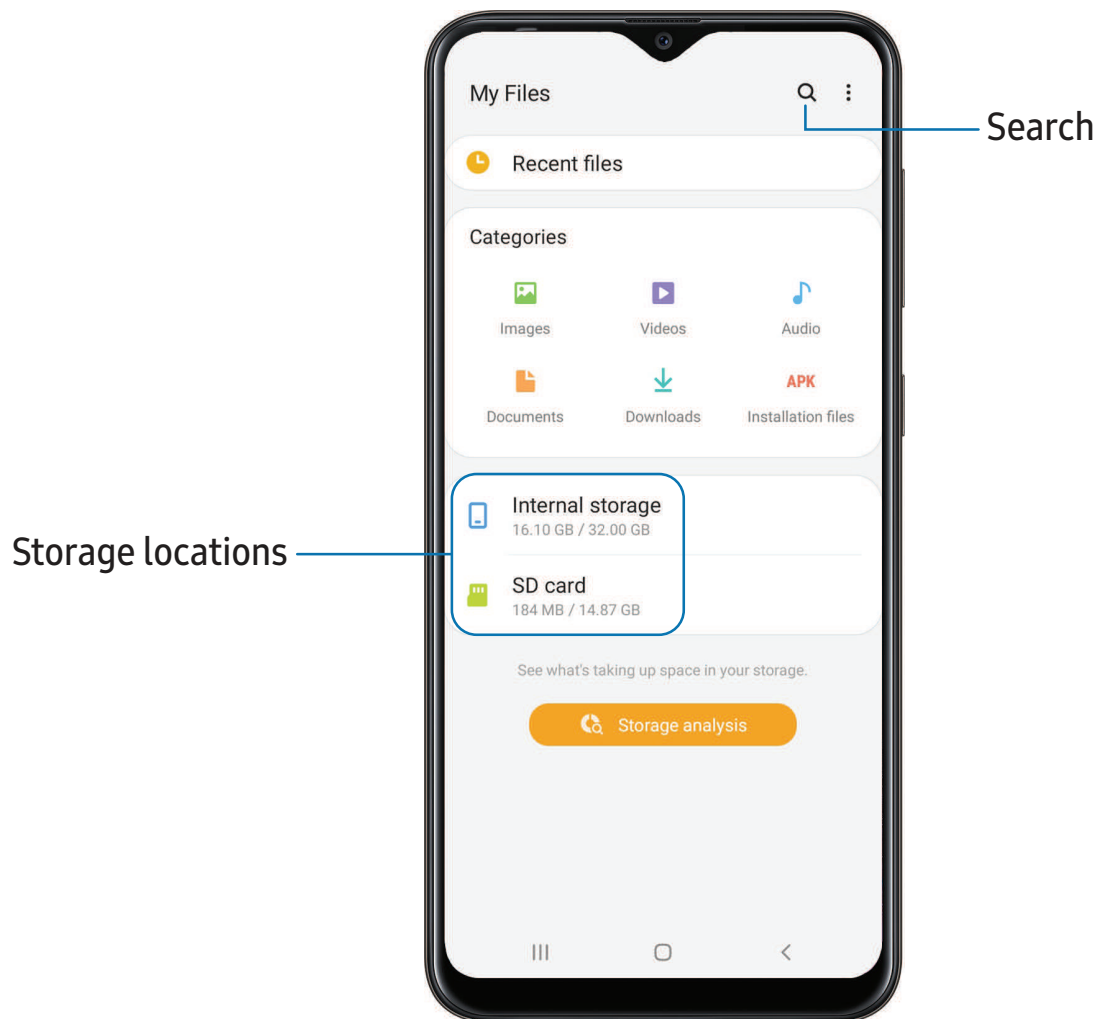 My Files
Search
Recent files
Categories
Images Videos Audio
APK
Documents Downloads Installation files
Internal storage
16.10 GB / 32.00 GB
Storage locations
SD card
184 MB / 14.87 GB
See what's taking up space in your storage.
Storage analysis